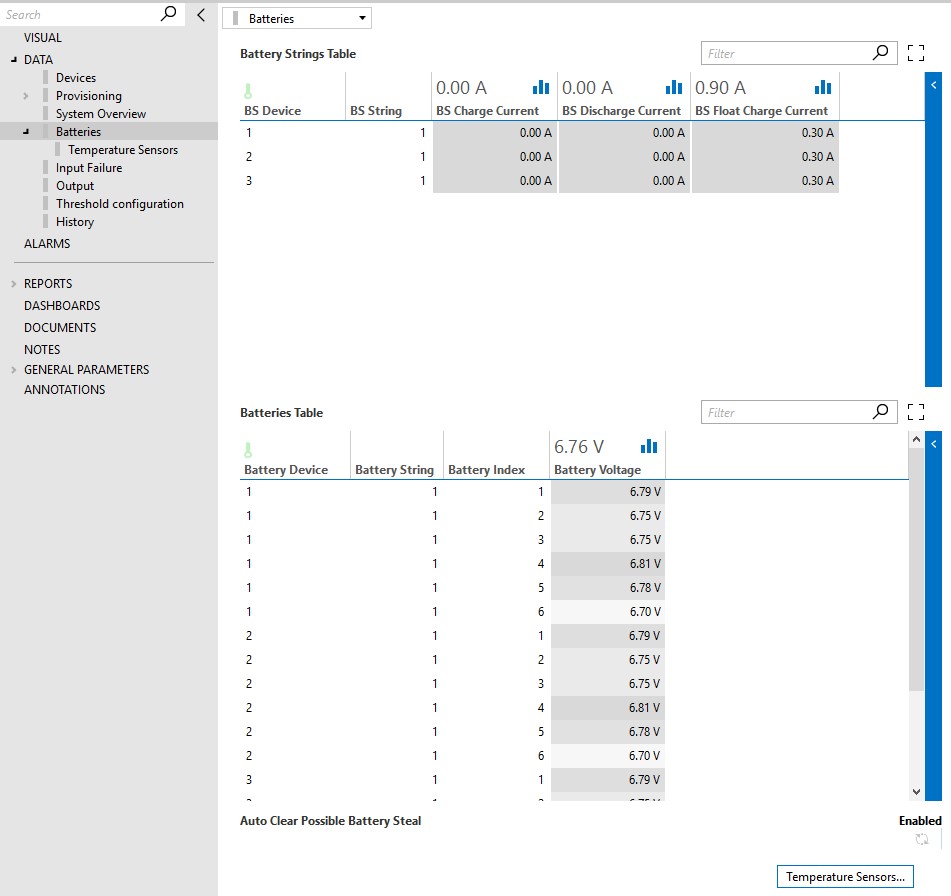 Search
VISUAL
DATA
Devices
Provisioning
System Overview
Batteries
Temperature Sensors
Input Failure
Output
Threshold configuration
History
ALARMS
REPORTS
DASHBOARDS
DOCUMENTS
NOTES
GENERAL PARAMETERS
ANNOTATIONS
Batteries
Battery Strings Table
Filter
0.00 A 0.00 A 0.90 A
BS Device BS String BS Charge Current BS Discharge Current BS Float Charge Current
1 1 0.00 A 0.00 A 0.30 A
2 1 0.00 A 0.00 A 0.30 A
3 1 0.00 A 0.00 A 0.30 A
Batteries Table
Filter
6.76 V
Battery Device Battery String Battery Index Battery Voltage
1 1 1 6.79 V
1 1 2 6.75 V
1 1 3 6.75 V
1 1 4 6.81 V
1 1 5 6.78 V
1 1 6 6.70 V
2 1 1 6.79 V
2 1 2 6.75 V
2 1 3 6.75 V
2 1 4 6.81 V
2 1 5 6.78 V
2 1 6 6.70 V
3 1 1 6.79 V
Auto Clear Possible Battery Steal Enabled
Temperature Sensors...